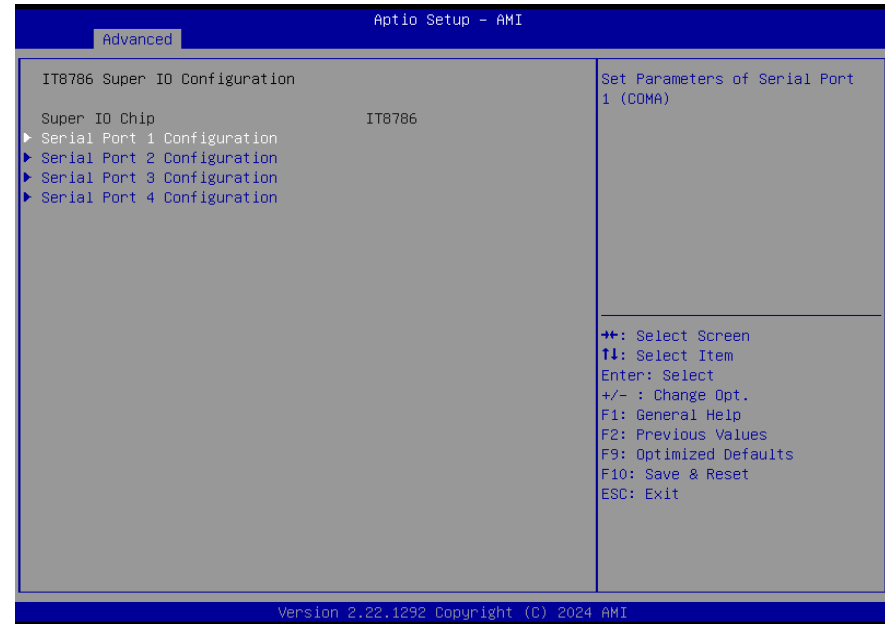 Aptio Setup – AMI
Advanced
IT8786 Super IO Configuration
Super IO Chip IT8786
▶ Serial Port 1 Configuration
▶ Serial Port 2 Configuration
▶ Serial Port 3 Configuration
▶ Serial Port 4 Configuration
Set Parameters of Serial Port
1 (COMA)
→←: Select Screen
↑↓: Select Item
Enter: Select
+/- : Change Opt.
F1: General Help
F2: Previous Values
F9: Optimized Defaults
F10: Save & Reset
ESC: Exit
Version 2.22.1292 Copyright (C) 2024 AMI